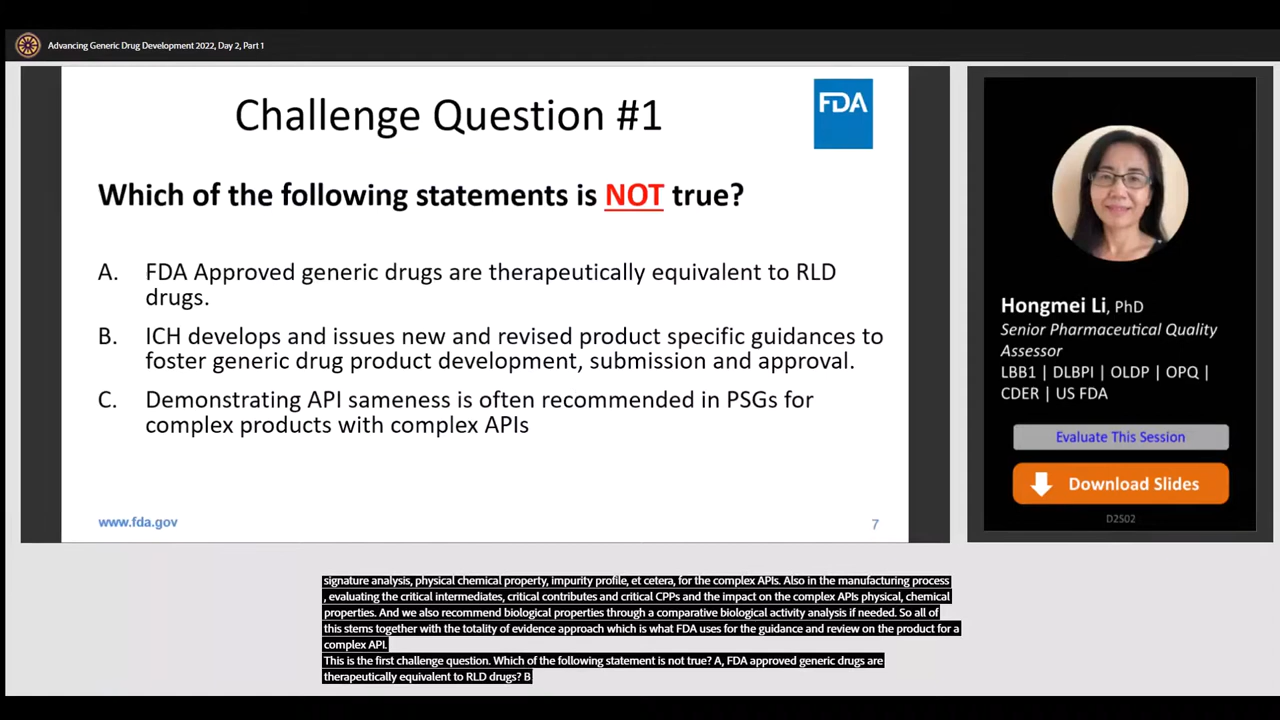 Advancing Generic Drug Development 2022, Day 2, Part 1
Challenge Question #1
FDA
Which of the following statements is NOT true?
A. FDA Approved generic drugs are therapeutically equivalent to RLD
drugs.
B. ICH develops and issues new and revised product specific guidances to
foster generic drug product development, submission and approval.
C. Demonstrating API sameness is often recommended in PSGs for
complex products with complex APIs
www.fda.gov
7
Hongmei Li, PhD
Senior Pharmaceutical Quality
Assessor
LBB1 | DLBPI | OLDP | OPQ |
CDER | US FDA
Evaluate This Session
Download Slides
D2S02
signature analysis, physical chemical property, impurity profile, et cetera, for the complex APIs. Also in the manufacturing process
, evaluating the critical intermediates, critical contributes and critical CPPs and the impact on the complex APIs physical, chemical
properties. And we also recommend biological properties through a comparative biological activity analysis if needed. So all of
this stems together with the totality of evidence approach which is what FDA uses for the guidance and review on the product for a
complex API.
This is the first challenge question. Which of the following statement is not true? A, FDA approved generic drugs are
therapeutically equivalent to RLD drugs? B